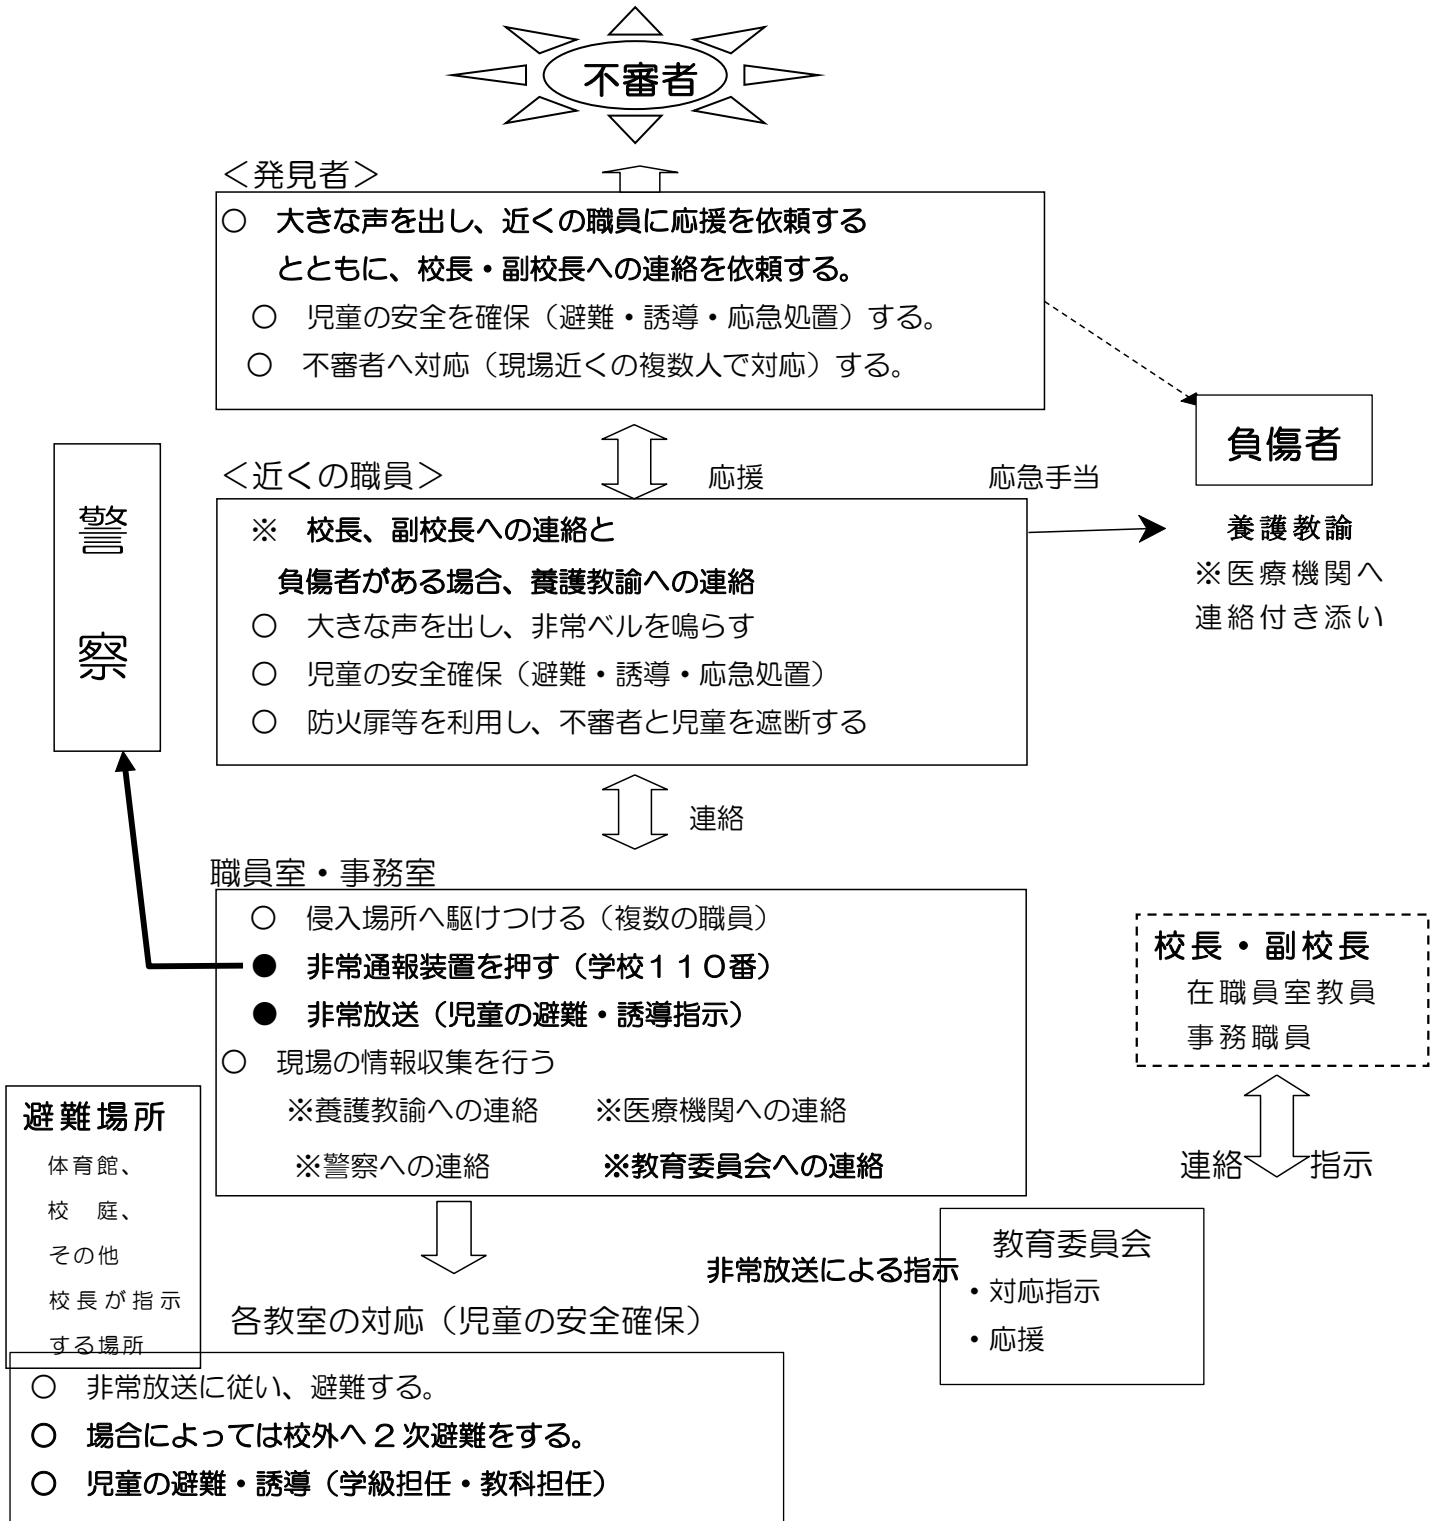 不審者
＜発見者＞
○　大きな声を出し、近くの職員に応援を依頼する
とともに、校長・副校長への連絡を依頼する。
○　児童の安全を確保（避難・誘導・応急処置）する。
○　不審者へ対応（現場近くの複数人で対応）する。
負傷者
養護教諭
※医療機関へ
連絡付き添い
警
察
＜近くの職員＞
応援
応急手当
※　校長、副校長への連絡と
負傷者がある場合、養護教諭への連絡
○　大きな声を出し、非常ベルを鳴らす
○　児童の安全確保（避難・誘導・応急処置）
○　防火扉等を利用し、不審者と児童を遮断する
連絡
職員室・事務室
○　侵入場所へ駆けつける（複数の職員）
●　非常通報装置を押す（学校１１０番）
●　非常放送（児童の避難・誘導指示）
○　現場の情報収集を行う
※養護教諭への連絡　　※医療機関への連絡
※警察への連絡　　　　※教育委員会への連絡
校長・副校長
在職員室教員
事務職員
連絡
指示
避難場所
体育館、
校　庭、
その他
校長が指示
する場所
非常放送による指示
教育委員会
・対応指示
・応援
各教室の対応（児童の安全確保）
○　非常放送に従い、避難する。
○　場合によっては校外へ２次避難をする。
○　児童の避難・誘導（学級担任・教科担任）